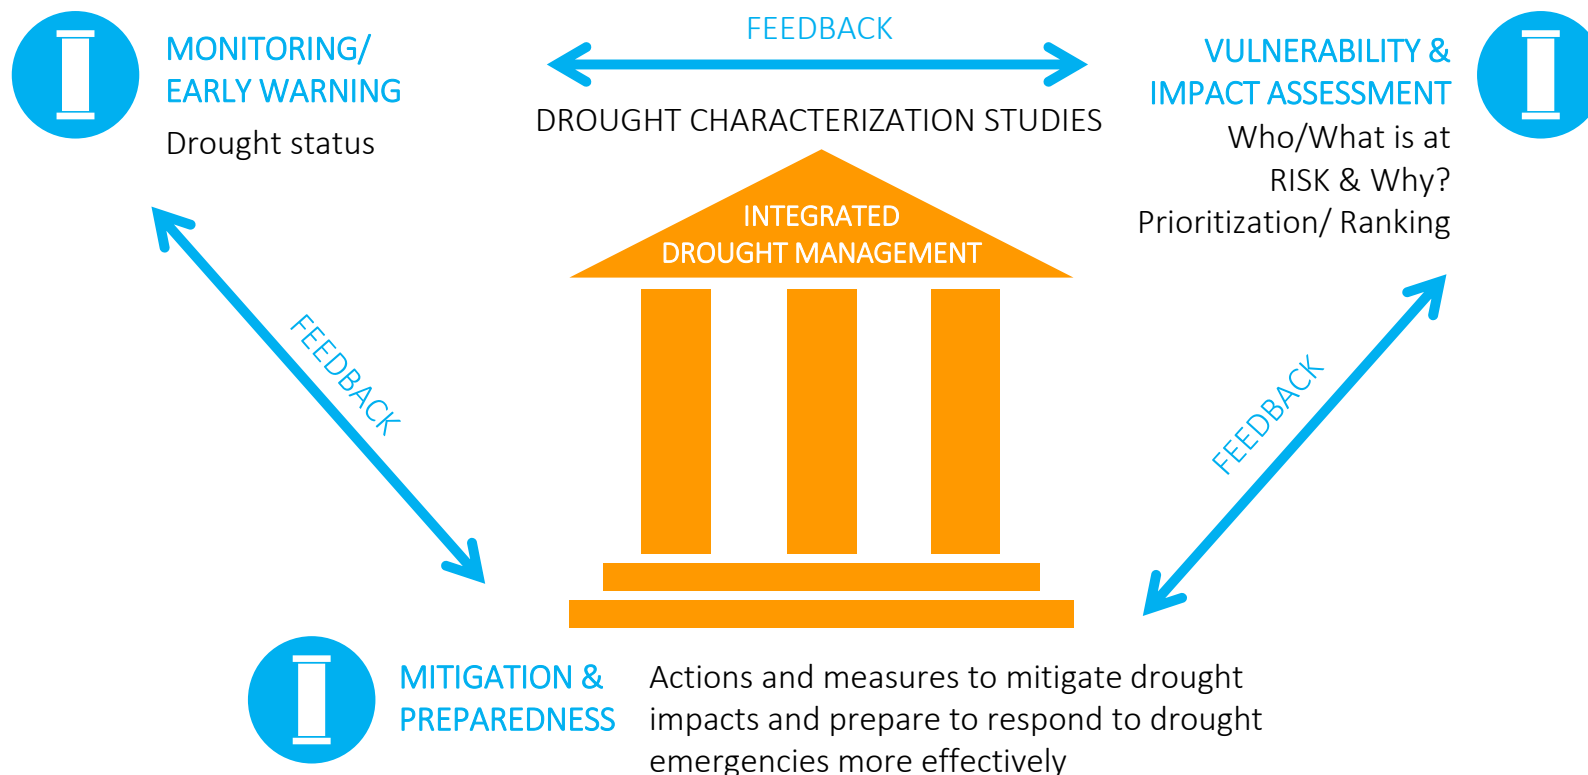 FEEDBACK
MONITORING/
EARLY WARNING
Drought status
DROUGHT CHARACTERIZATION STUDIES
VULNERABILITY &
IMPACT ASSESSMENT
Who/What is at
RISK & Why?
Prioritization/ Ranking
INTEGRATED
DROUGHT MANAGEMENT
FEEDBACK
FEEDBACK
MITIGATION &
PREPAREDNESS
Actions and measures to mitigate drought
impacts and prepare to respond to drought
emergencies more effectively